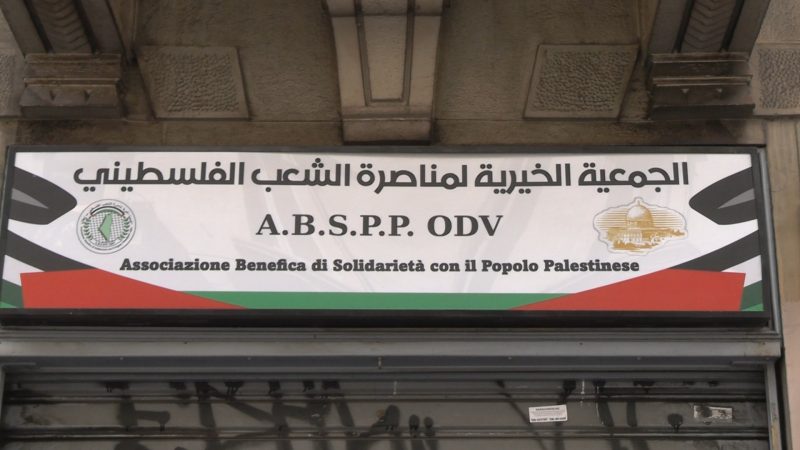 الجمعية الخيرية لمناصرة الشعب الفلسطيني
A.B.S.P.P. ODV
Associazione Benefica di Solidarietà con il Popolo Palestinese